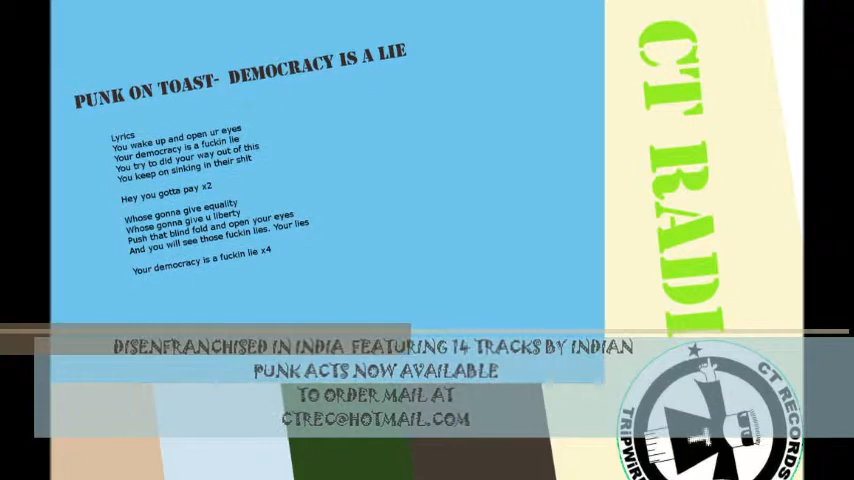 PUNK ON TOAST- DEMOCRACY IS A LIE
Lyrics
You wake up and open ur eyes
Your democracy is a fuckin lie
You try to did your way out of this
You keep on sinking in their shit
Hey you gotta pay x2
Whose gonna give equality
Whose gonna give u liberty
Push that blind fold and open your eyes
And you will see those fuckin lies. Your lies
Your democracy is a fuckin lie x4
CT RADI
DISENFRANCHISED IN INDIA FEATURING 14 TRACKS BY INDIAN
PUNK ACTS NOW AVAILABLE
TO ORDER MAIL AT
CTREC@HOTMAIL.COM
CT RECORDS
TRiPWiR